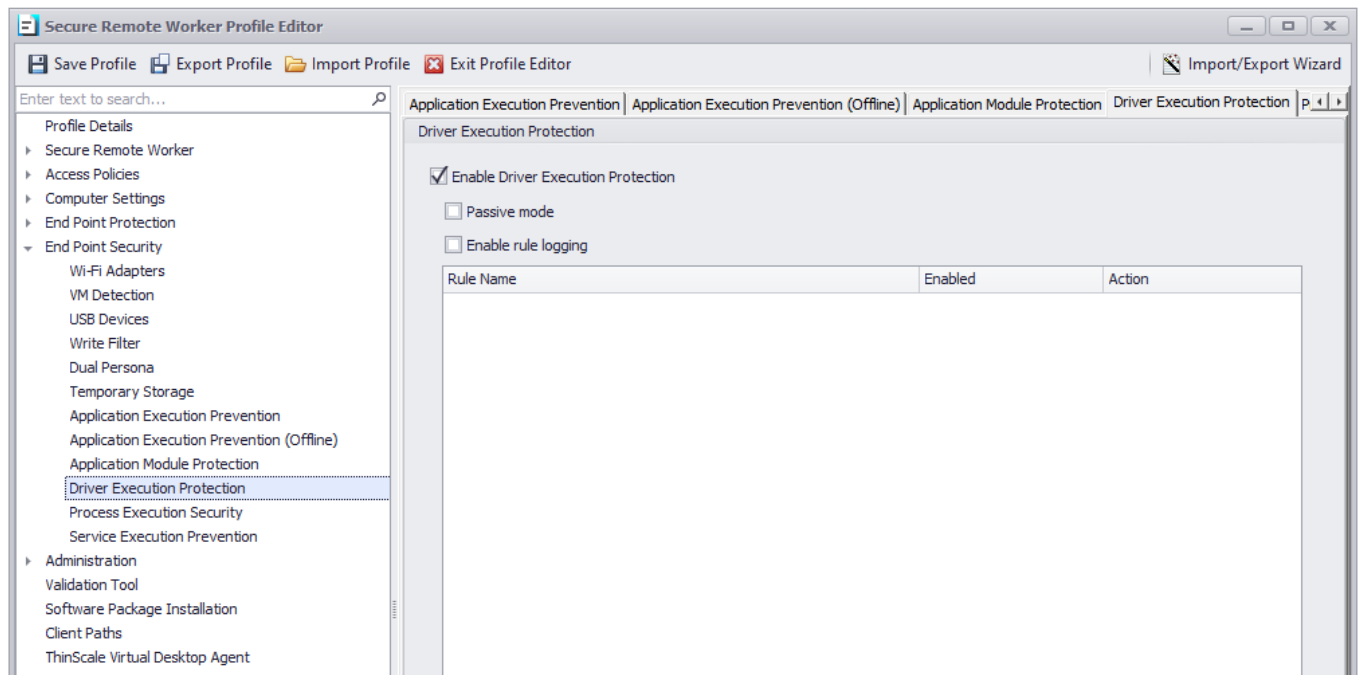 Secure Remote Worker Profile Editor
Save Profile Export Profile Import Profile Exit Profile Editor Import/Export Wizard
Enter text to search...
Profile Details
Secure Remote Worker
Access Policies
Computer Settings
End Point Protection
End Point Security
Wi-Fi Adapters
VM Detection
USB Devices
Write Filter
Dual Persona
Temporary Storage
Application Execution Prevention
Application Execution Prevention (Offline)
Application Module Protection
Driver Execution Protection
Process Execution Security
Service Execution Prevention
Administration
Validation Tool
Software Package Installation
Client Paths
ThinScale Virtual Desktop Agent
Application Execution Prevention Application Execution Prevention (Offline) Application Module Protection Driver Execution Protection P
Driver Execution Protection
Enable Driver Execution Protection
Passive mode
Enable rule logging
Rule Name Enabled Action